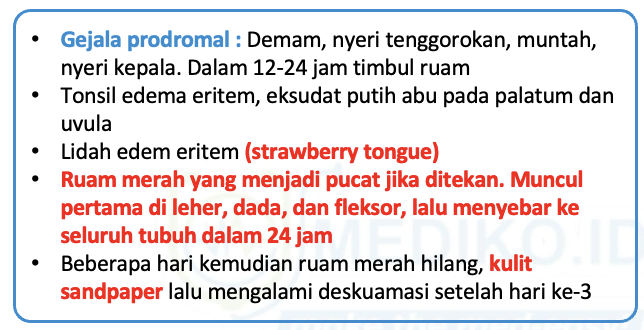 • Gejala prodromal : Demam, nyeri tenggorokan, muntah,
nyeri kepala. Dalam 12-24 jam timbul ruam
• Tonsil edema eritem, eksudat putih abu pada palatum dan
uvula
• Lidah edem eritem (strawberry tongue)
• Ruam merah yang menjadi pucat jika ditekan. Muncul
pertama di leher, dada, dan fleksor, lalu menyebar ke
seluruh tubuh dalam 24 jam
• Beberapa hari kemudian ruam merah hilang, kulit
sandpaper lalu mengalami deskuamasi setelah hari ke-3
MEDIKO.ID